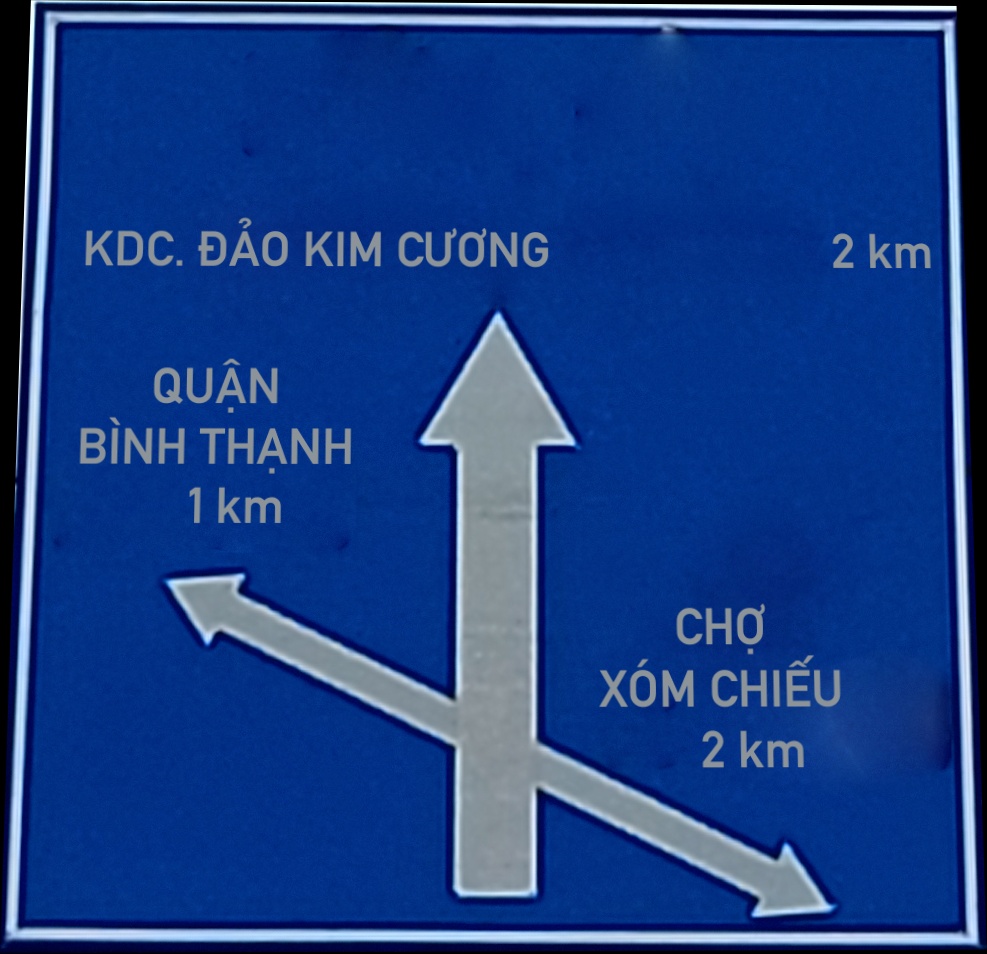 KDC. ĐẢO KIM CƯƠNG 2 km
QUẬN
BÌNH THẠNH
1 km
CHỢ
XÓM CHIẾU
2 km